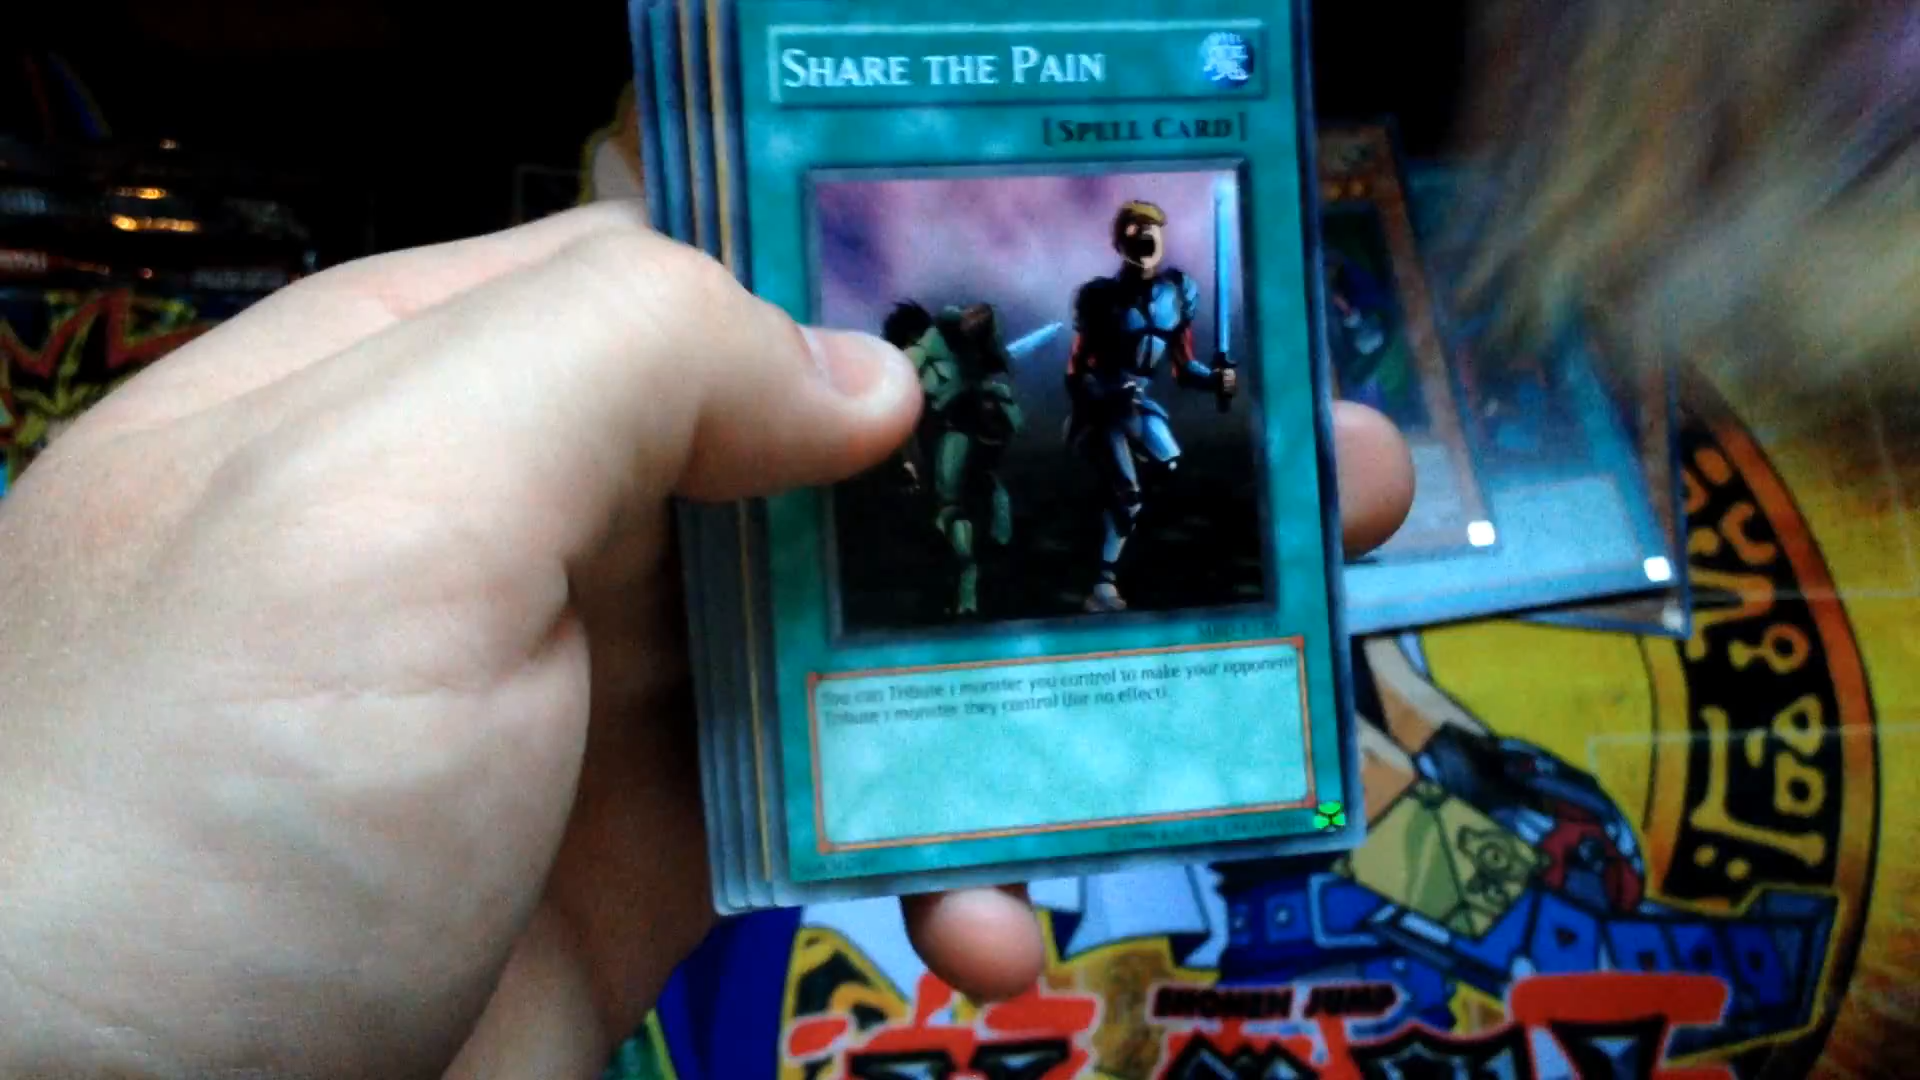 SHARE THE PAIN
[SPELL CARD]
You can Tribute 1 monster you control to make your opponent
Tribute 1 monster they control (for no effect).
SHONEN JUMP